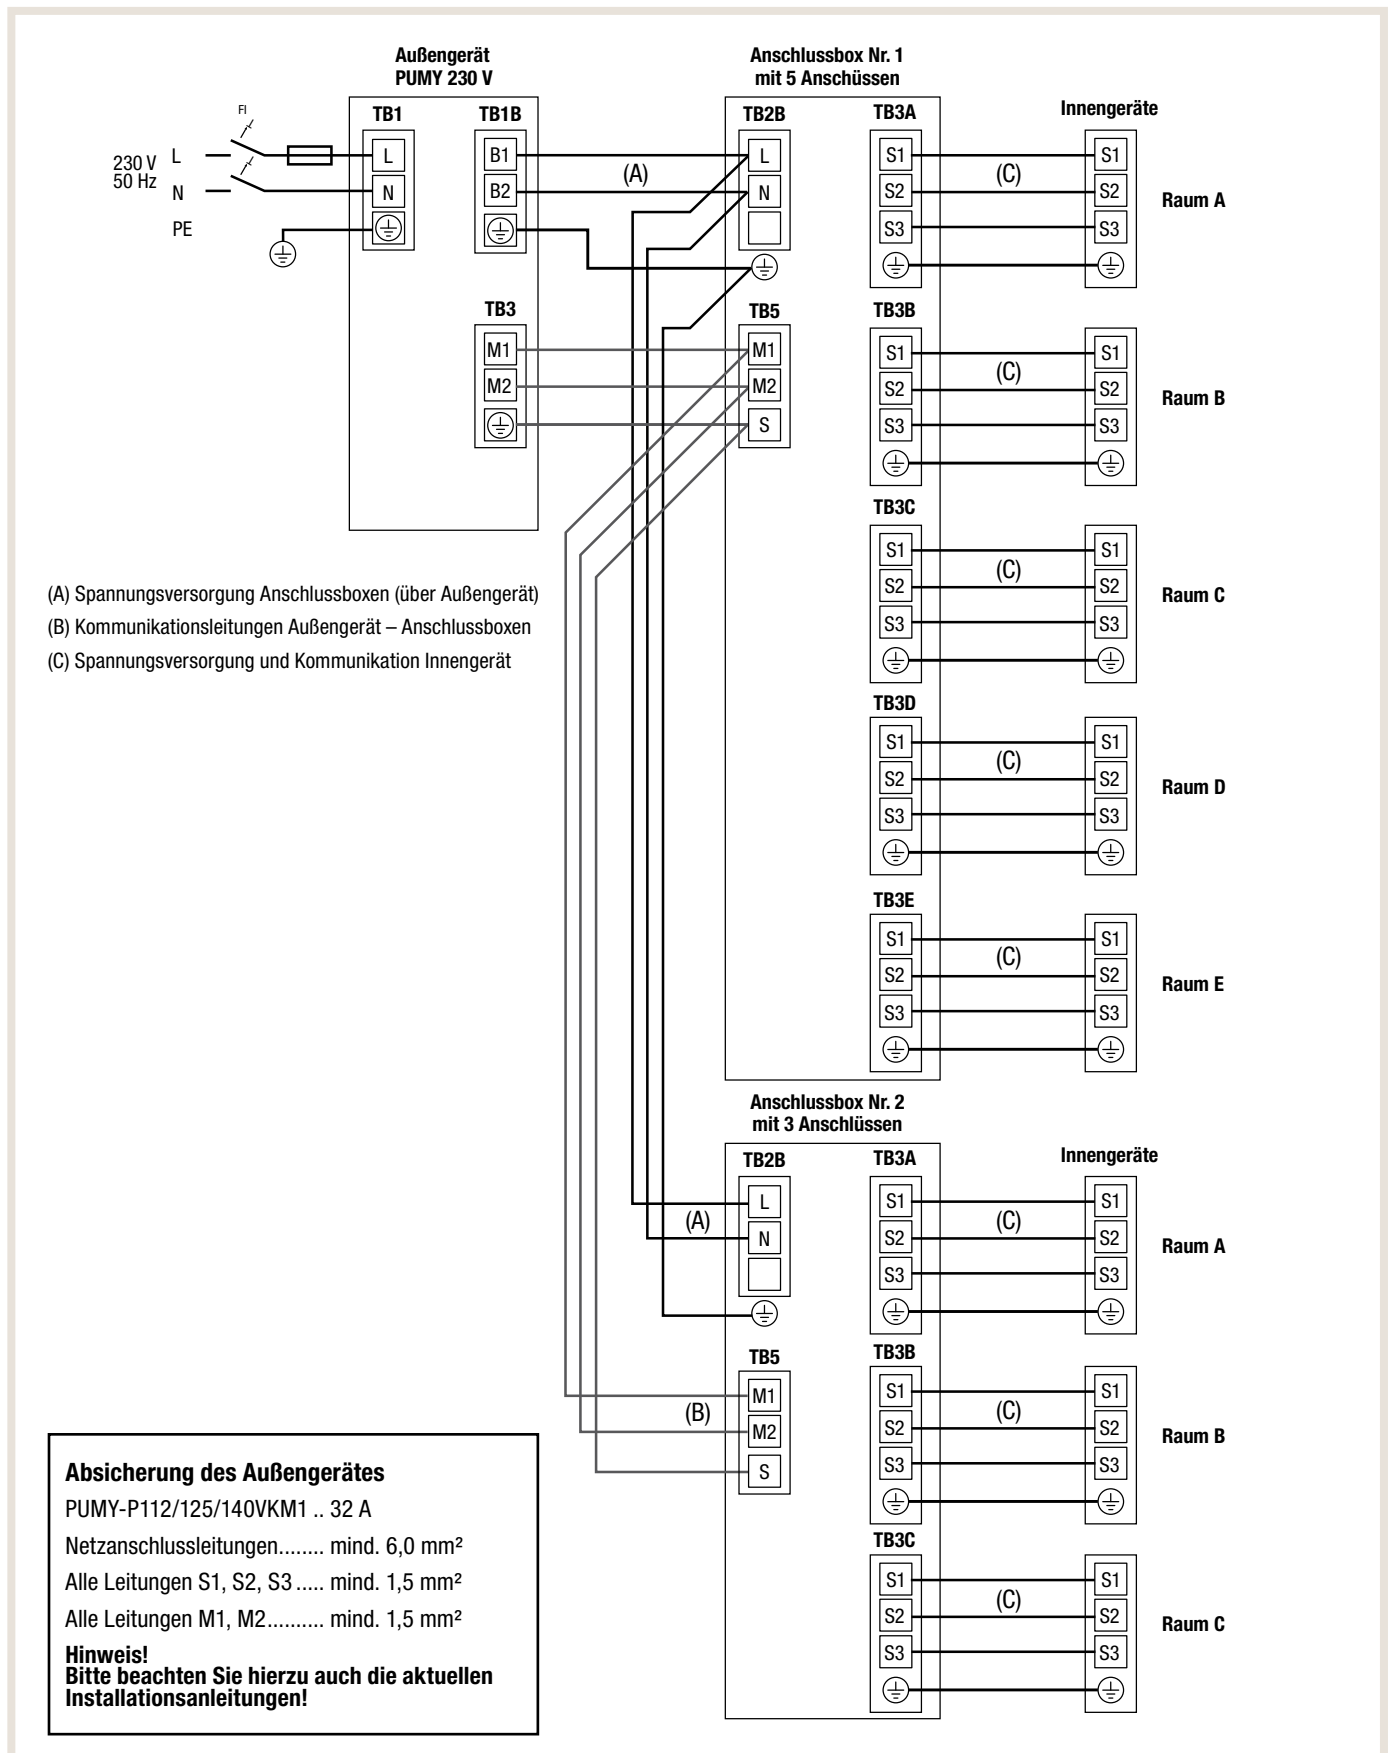 Außengerät
PUMY 230 V
Anschlussbox Nr. 1
mit 5 Anschüssen
FI
TB1
TB1B
TB2B
TB3A
Innengeräte
230 V
50 Hz
L
N
PE
L
N
B1
B2
(A)
L
N
S1
S2
S3
(C)
S1
S2
S3
Raum A
TB3
M1
M2
TB5
M1
M2
S
TB3B
S1
S2
S3
(C)
S1
S2
S3
Raum B
TB3C
S1
S2
S3
(C)
S1
S2
S3
Raum C
(A) Spannungsversorgung Anschlussboxen (über Außengerät)
(B) Kommunikationsleitungen Außengerät – Anschlussboxen
(C) Spannungsversorgung und Kommunikation Innengerät
TB3D
S1
S2
S3
(C)
S1
S2
S3
Raum D
TB3E
S1
S2
S3
(C)
S1
S2
S3
Raum E
Anschlussbox Nr. 2
mit 3 Anschlüssen
TB2B
TB3A
Innengeräte
(A)
L
N
S1
S2
S3
(C)
S1
S2
S3
Raum A
TB5
(B)
M1
M2
S
TB3B
S1
S2
S3
(C)
S1
S2
S3
Raum B
TB3C
S1
S2
S3
(C)
S1
S2
S3
Raum C
Absicherung des Außengerätes
PUMY-P112/125/140VKM1 .. 32 A
Netzanschlussleitungen........ mind. 6,0 mm²
Alle Leitungen S1, S2, S3 ..... mind. 1,5 mm²
Alle Leitungen M1, M2.......... mind. 1,5 mm²
Hinweis!
Bitte beachten Sie hierzu auch die aktuellen
Installationsanleitungen!